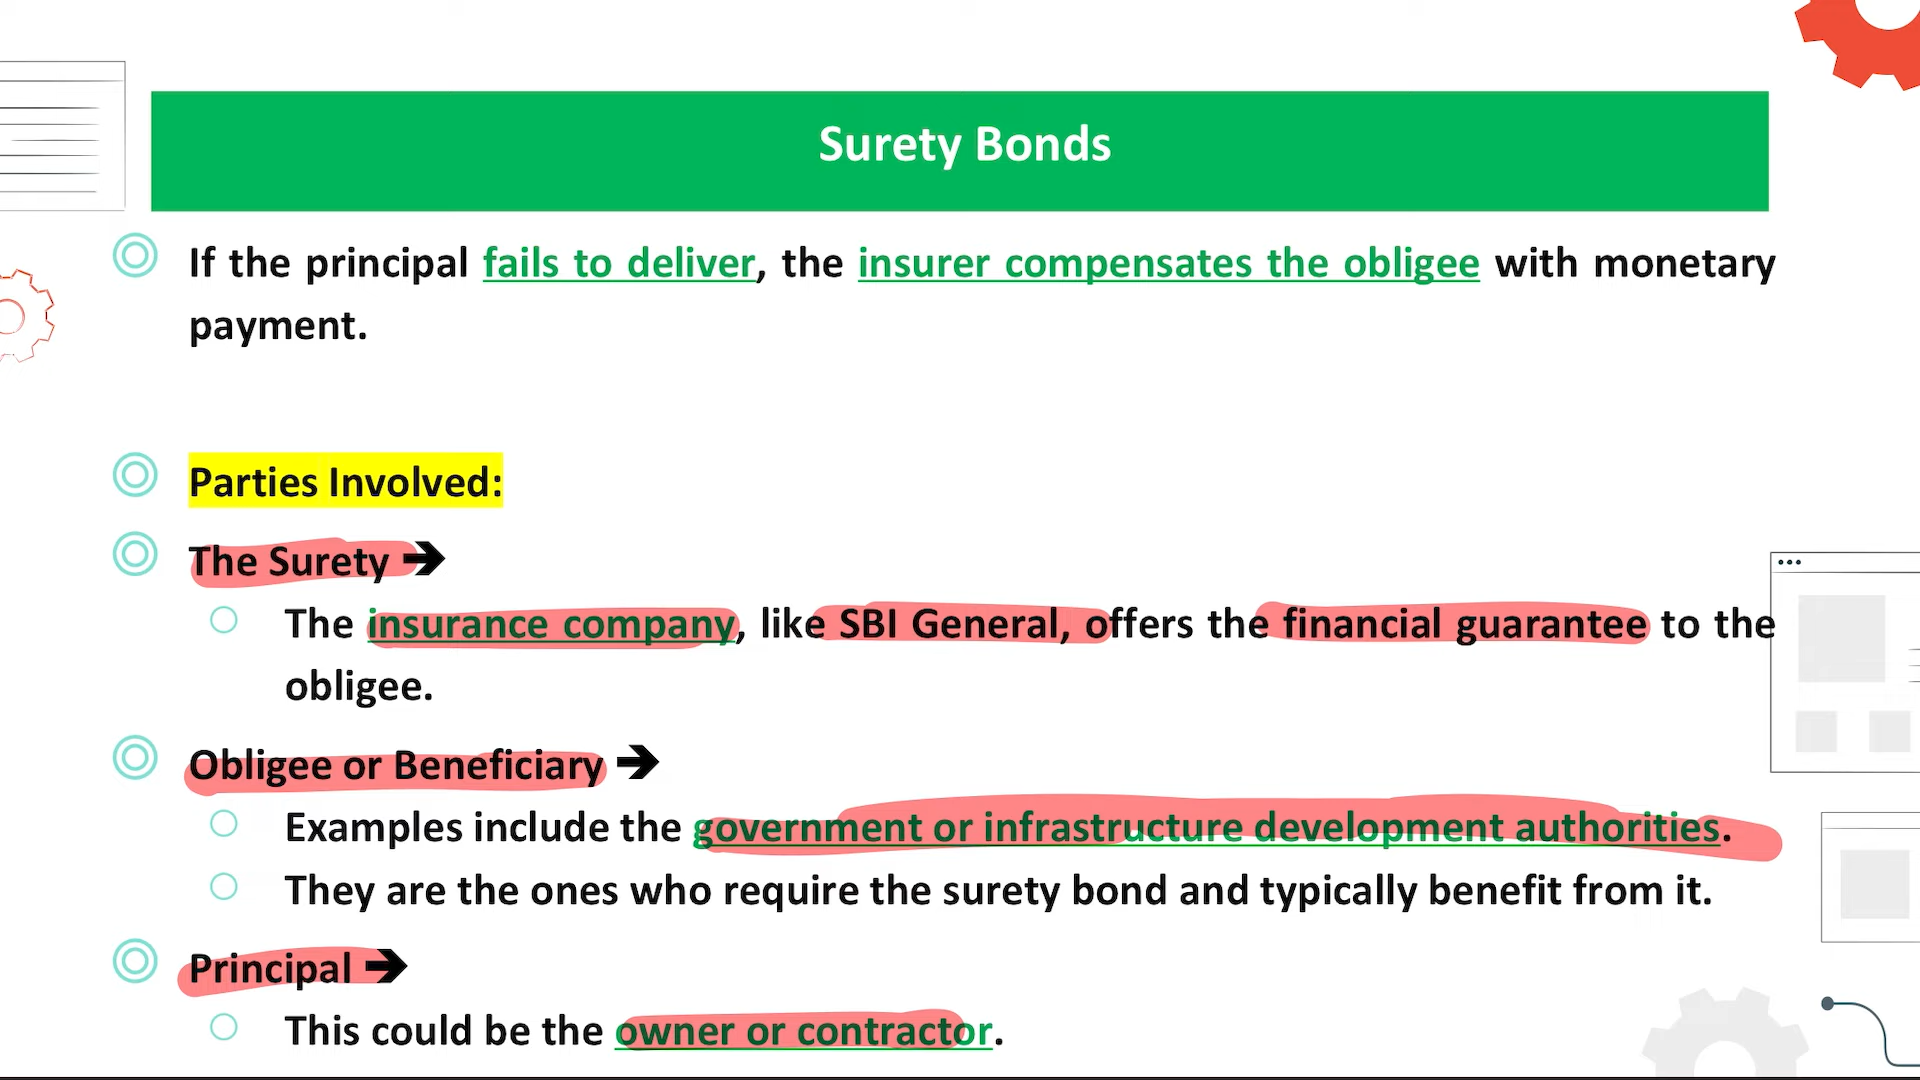 Surety Bonds
If the principal fails to deliver, the insurer compensates the obligee with monetary
payment.
Parties Involved:
The Surety ➔
The insurance company, like SBI General, offers the financial guarantee to the
obligee.
Obligee or Beneficiary ➔
Examples include the government or infrastructure development authorities.
They are the ones who require the surety bond and typically benefit from it.
Principal ➔
This could be the owner or contractor.